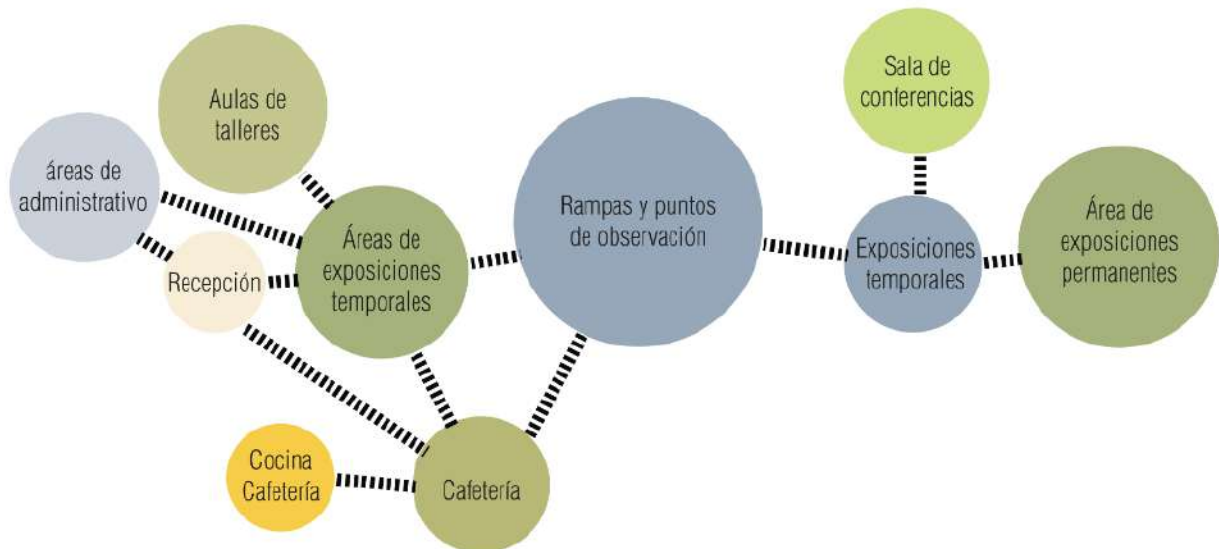 Aulas de
talleres
áreas de
administrativo
Recepción
Áreas de
exposiciones
temporales
Rampas y puntos
de observación
Sala de
conferencias
Exposiciones
temporales
Área de
exposiciones
permanentes
Cocina
Cafetería
Cafetería